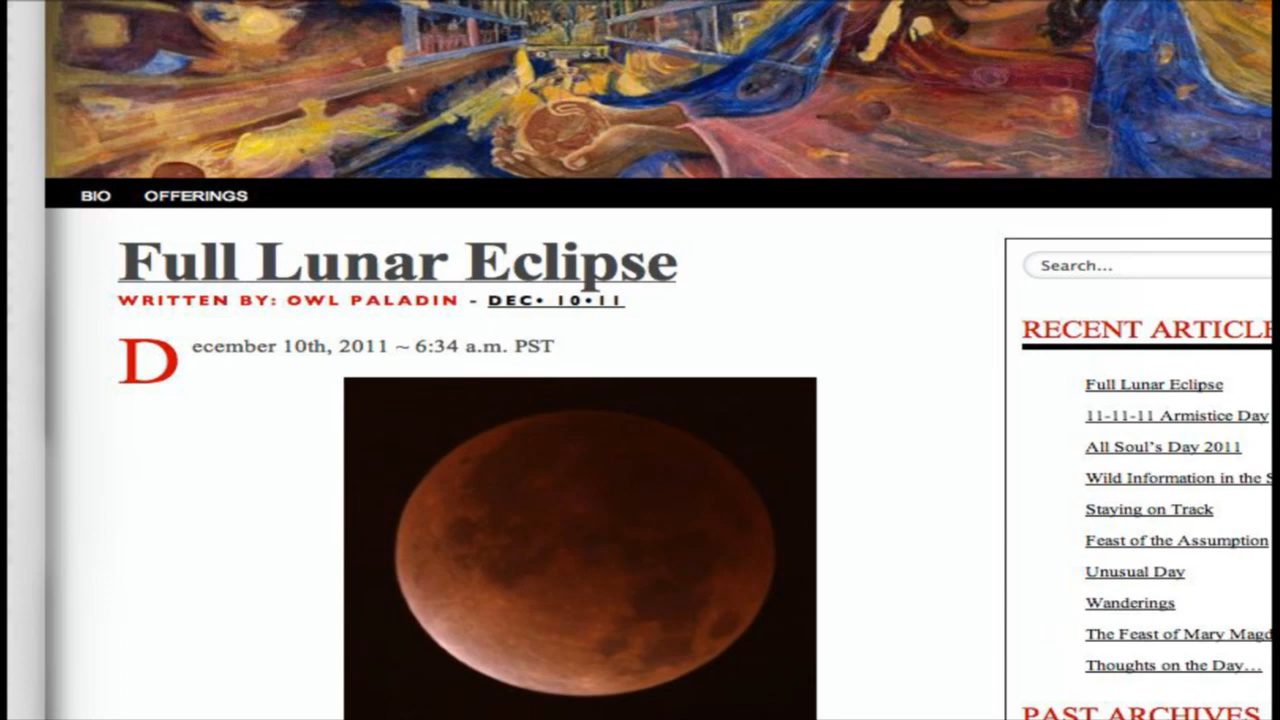 BIO OFFERINGS
Full Lunar Eclipse
WRITTEN BY: OWL PALADIN - DEC• 10•11
December 10th, 2011 ~ 6:34 a.m. PST
Search...
RECENT ARTICLE
Full Lunar Eclipse
11-11-11 Armistice Day
All Soul's Day 2011
Wild Information in the S
Staying on Track
Feast of the Assumption
Unusual Day
Wanderings
The Feast of Mary Magd
Thoughts on the Day…
PAST ARCHIVES